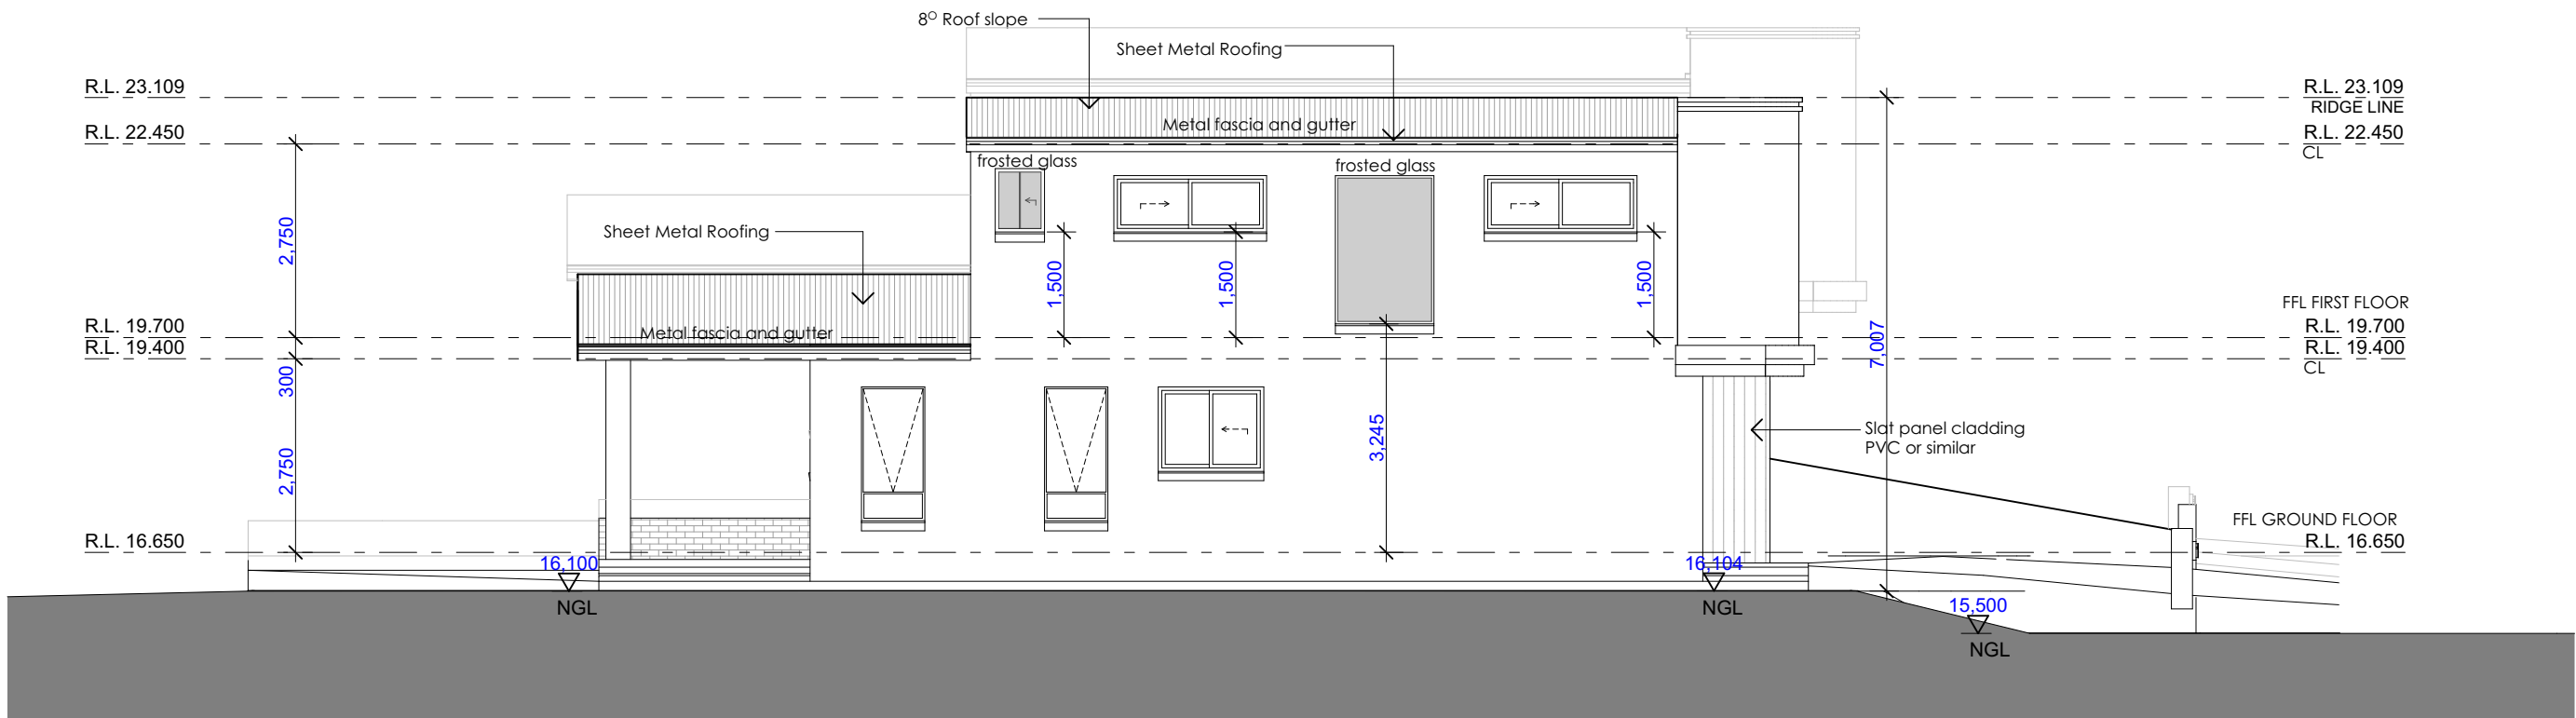 8O Roof slope
Sheet Metal Roofing
R.L. 23.109
R.L. 23.109
RIDGE LINE
Metal fascia and gutter
R.L. 22.450
R.L. 22.450
CL
frosted glass
frosted glass
2,750
Sheet Metal Roofing
1,500
1,500
1,500
FFL FIRST FLOOR
R.L. 19.700
Metal fascia and gutter
R.L. 19.700
R.L. 19.400
7,007
R.L. 19.400
CL
300
Slat panel cladding
PVC or similar
3,245
2,750
FFL GROUND FLOOR
R.L. 16.650
R.L. 16.650
16,100
NGL
16,104
NGL
15,500
NGL